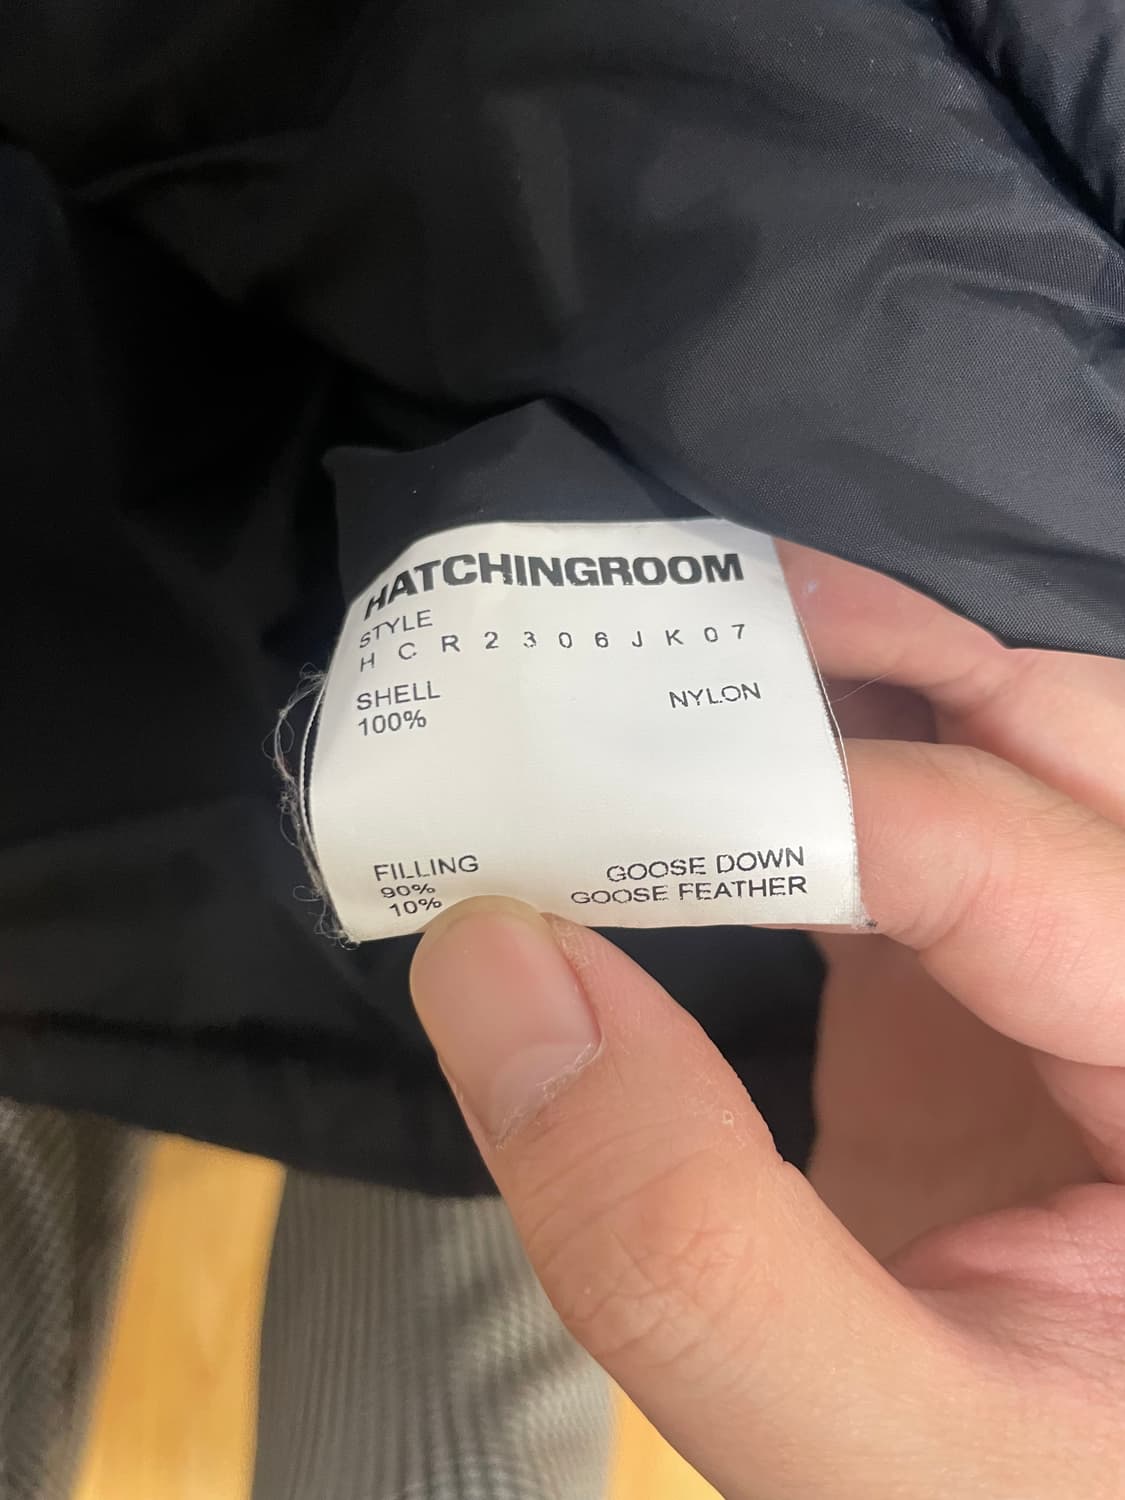 HATCHINGROOM
STYLE
H C R 2 3 0 6 J K 0 7
SHELL NYLON
100%
FILLING GOOSE DOWN
90% GOOSE FEATHER
10%